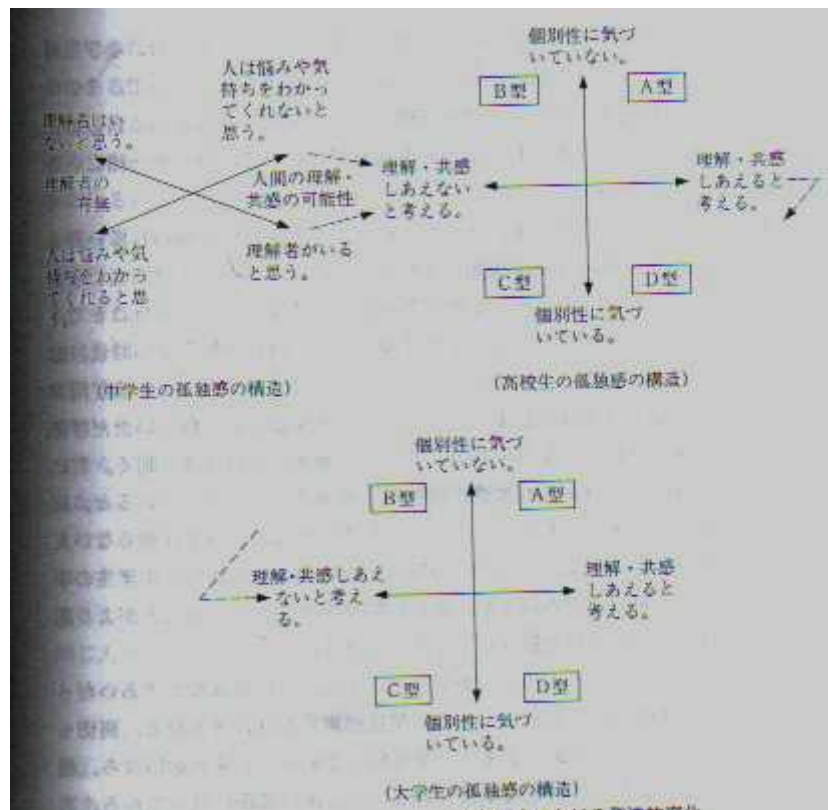 人は悩みや気
持ちをわかっ
てくれないと
思う。
理解者はい
ないと思う。
理解者の
有無
人間の理解・
共感の可能性
人は悩みや気
持ちをわかっ
てくれると思
理解者がいる
と思う。
(中学生の孤独感の構造)
個別性に気づ
いていない。
B型
A型
理解・共感
しあえない
と考える。
理解・共感
しあえると
考える。
C型
D型
個別性に気づ
いている。
(高校生の孤独感の構造)
個別性に気づ
いていない。
B型
A型
理解・共感しあえ
ないと考え
る。
理解・共感
しあえると
考える。
C型
D型
個別性に気づ
いている。
(大学生の孤独感の構造)